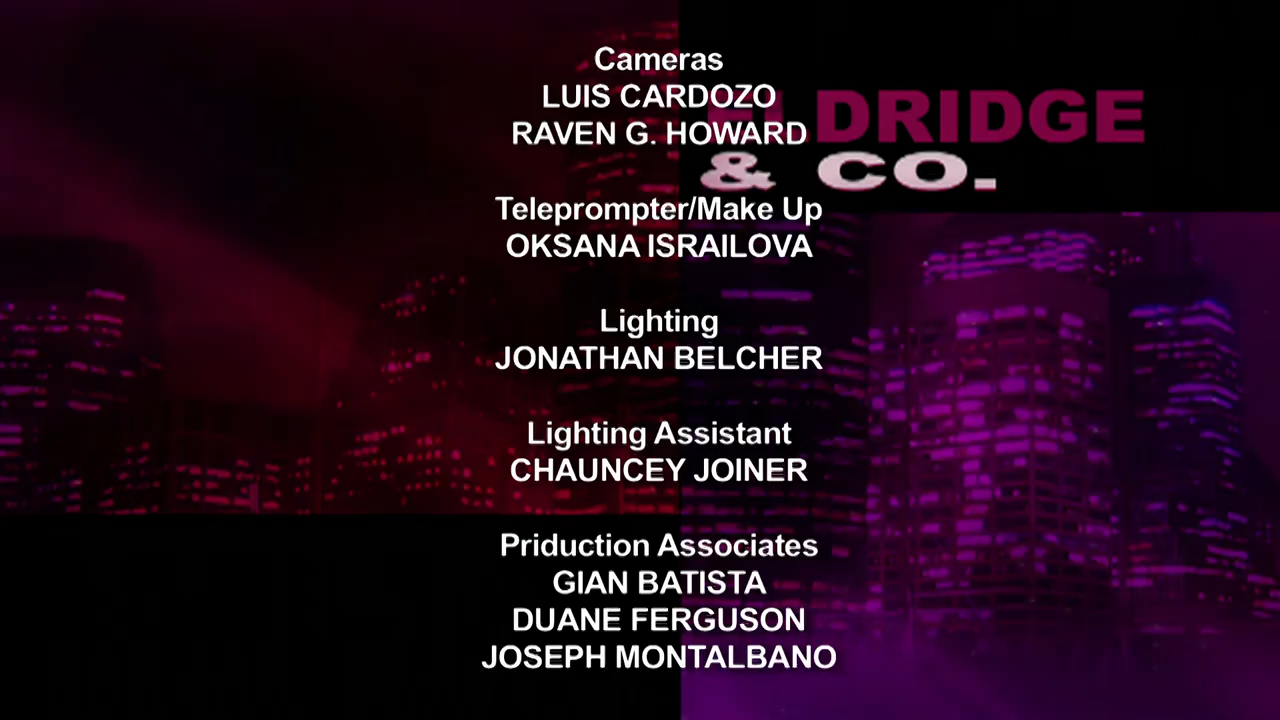 Cameras
LUIS CARDOZO
RAVEN G. HOWARD
ELDRIDGE
& CO.
Teleprompter/Make Up
OKSANA ISRAILOVA
Lighting
JONATHAN BELCHER
Lighting Assistant
CHAUNCEY JOINER
Priduction Associates
GIAN BATISTA
DUANE FERGUSON
JOSEPH MONTALBANO